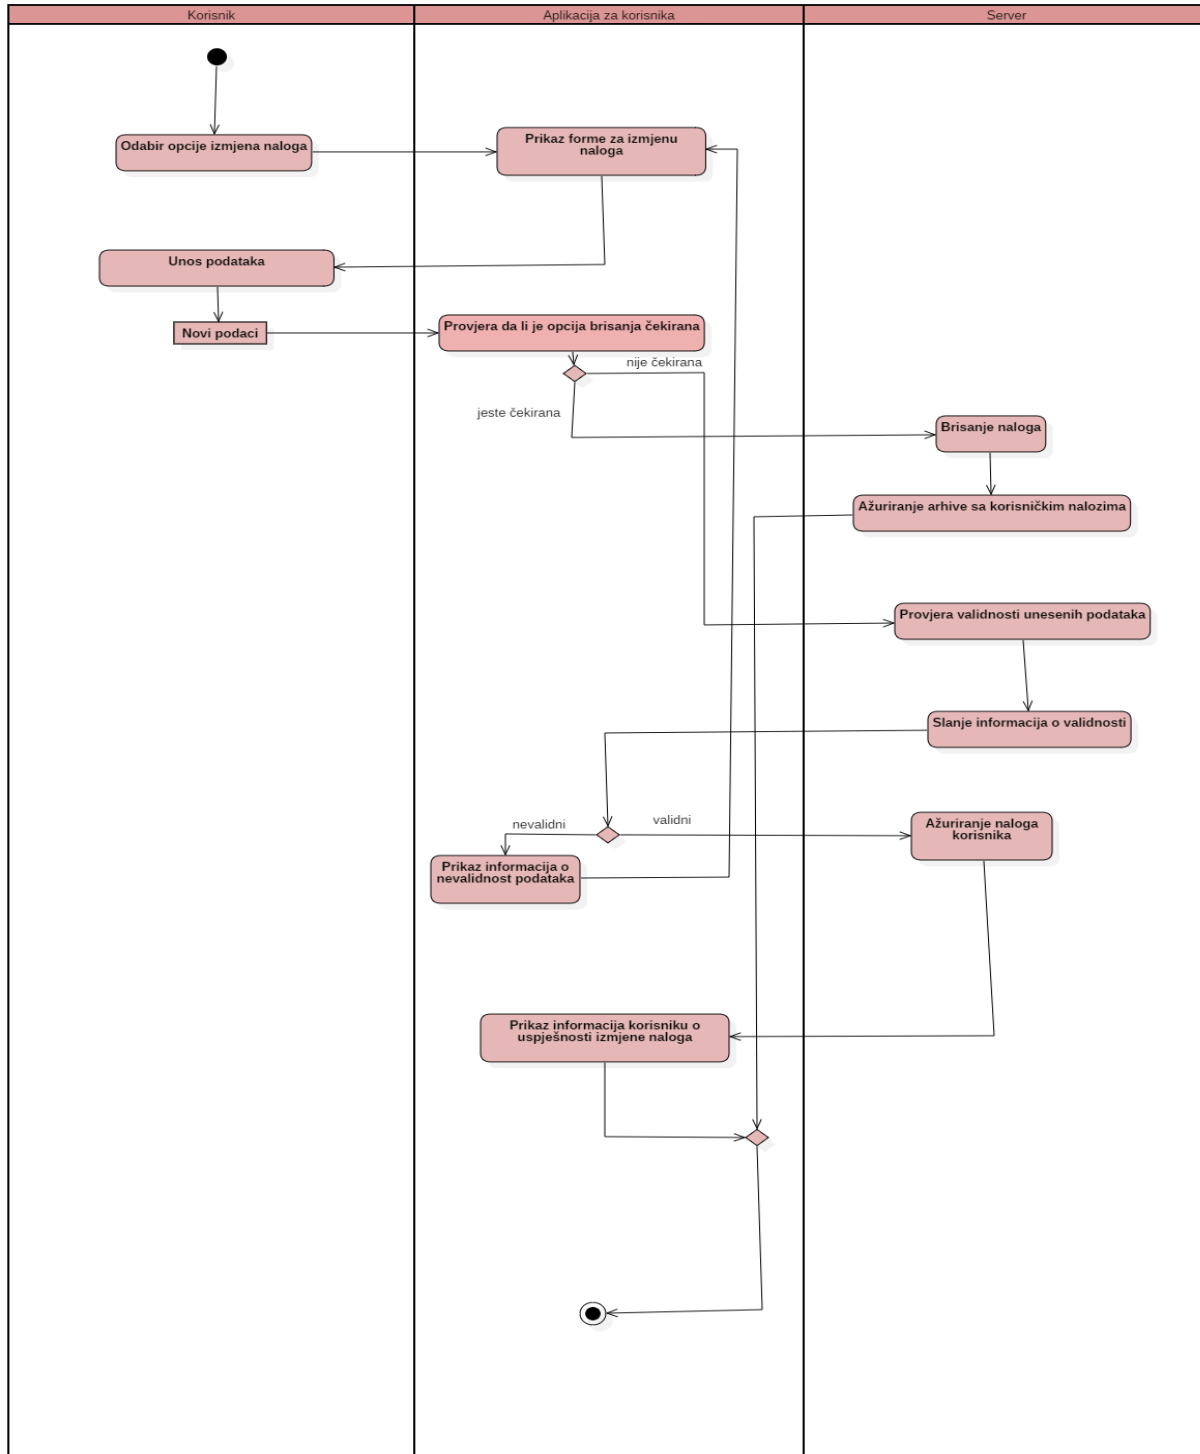 Korisnik
Aplikacija za korisnika
Server
Odabir opcije izmjena naloga
Prikaz forme za izmjenu
naloga
Unos podataka
Novi podaci
Provjera da li je opcija brisanja čekirana
nije čekirana
jeste čekirana
Brisanje naloga
Ažuriranje arhive sa korisničkim nalozima
Provjera validnosti unesenih podataka
Slanje informacija o validnosti
nevalidni
validni
Ažuriranje naloga
korisnika
Prikaz informacija o
nevalidnost podataka
Prikaz informacija korisniku o
uspješnosti izmjene naloga